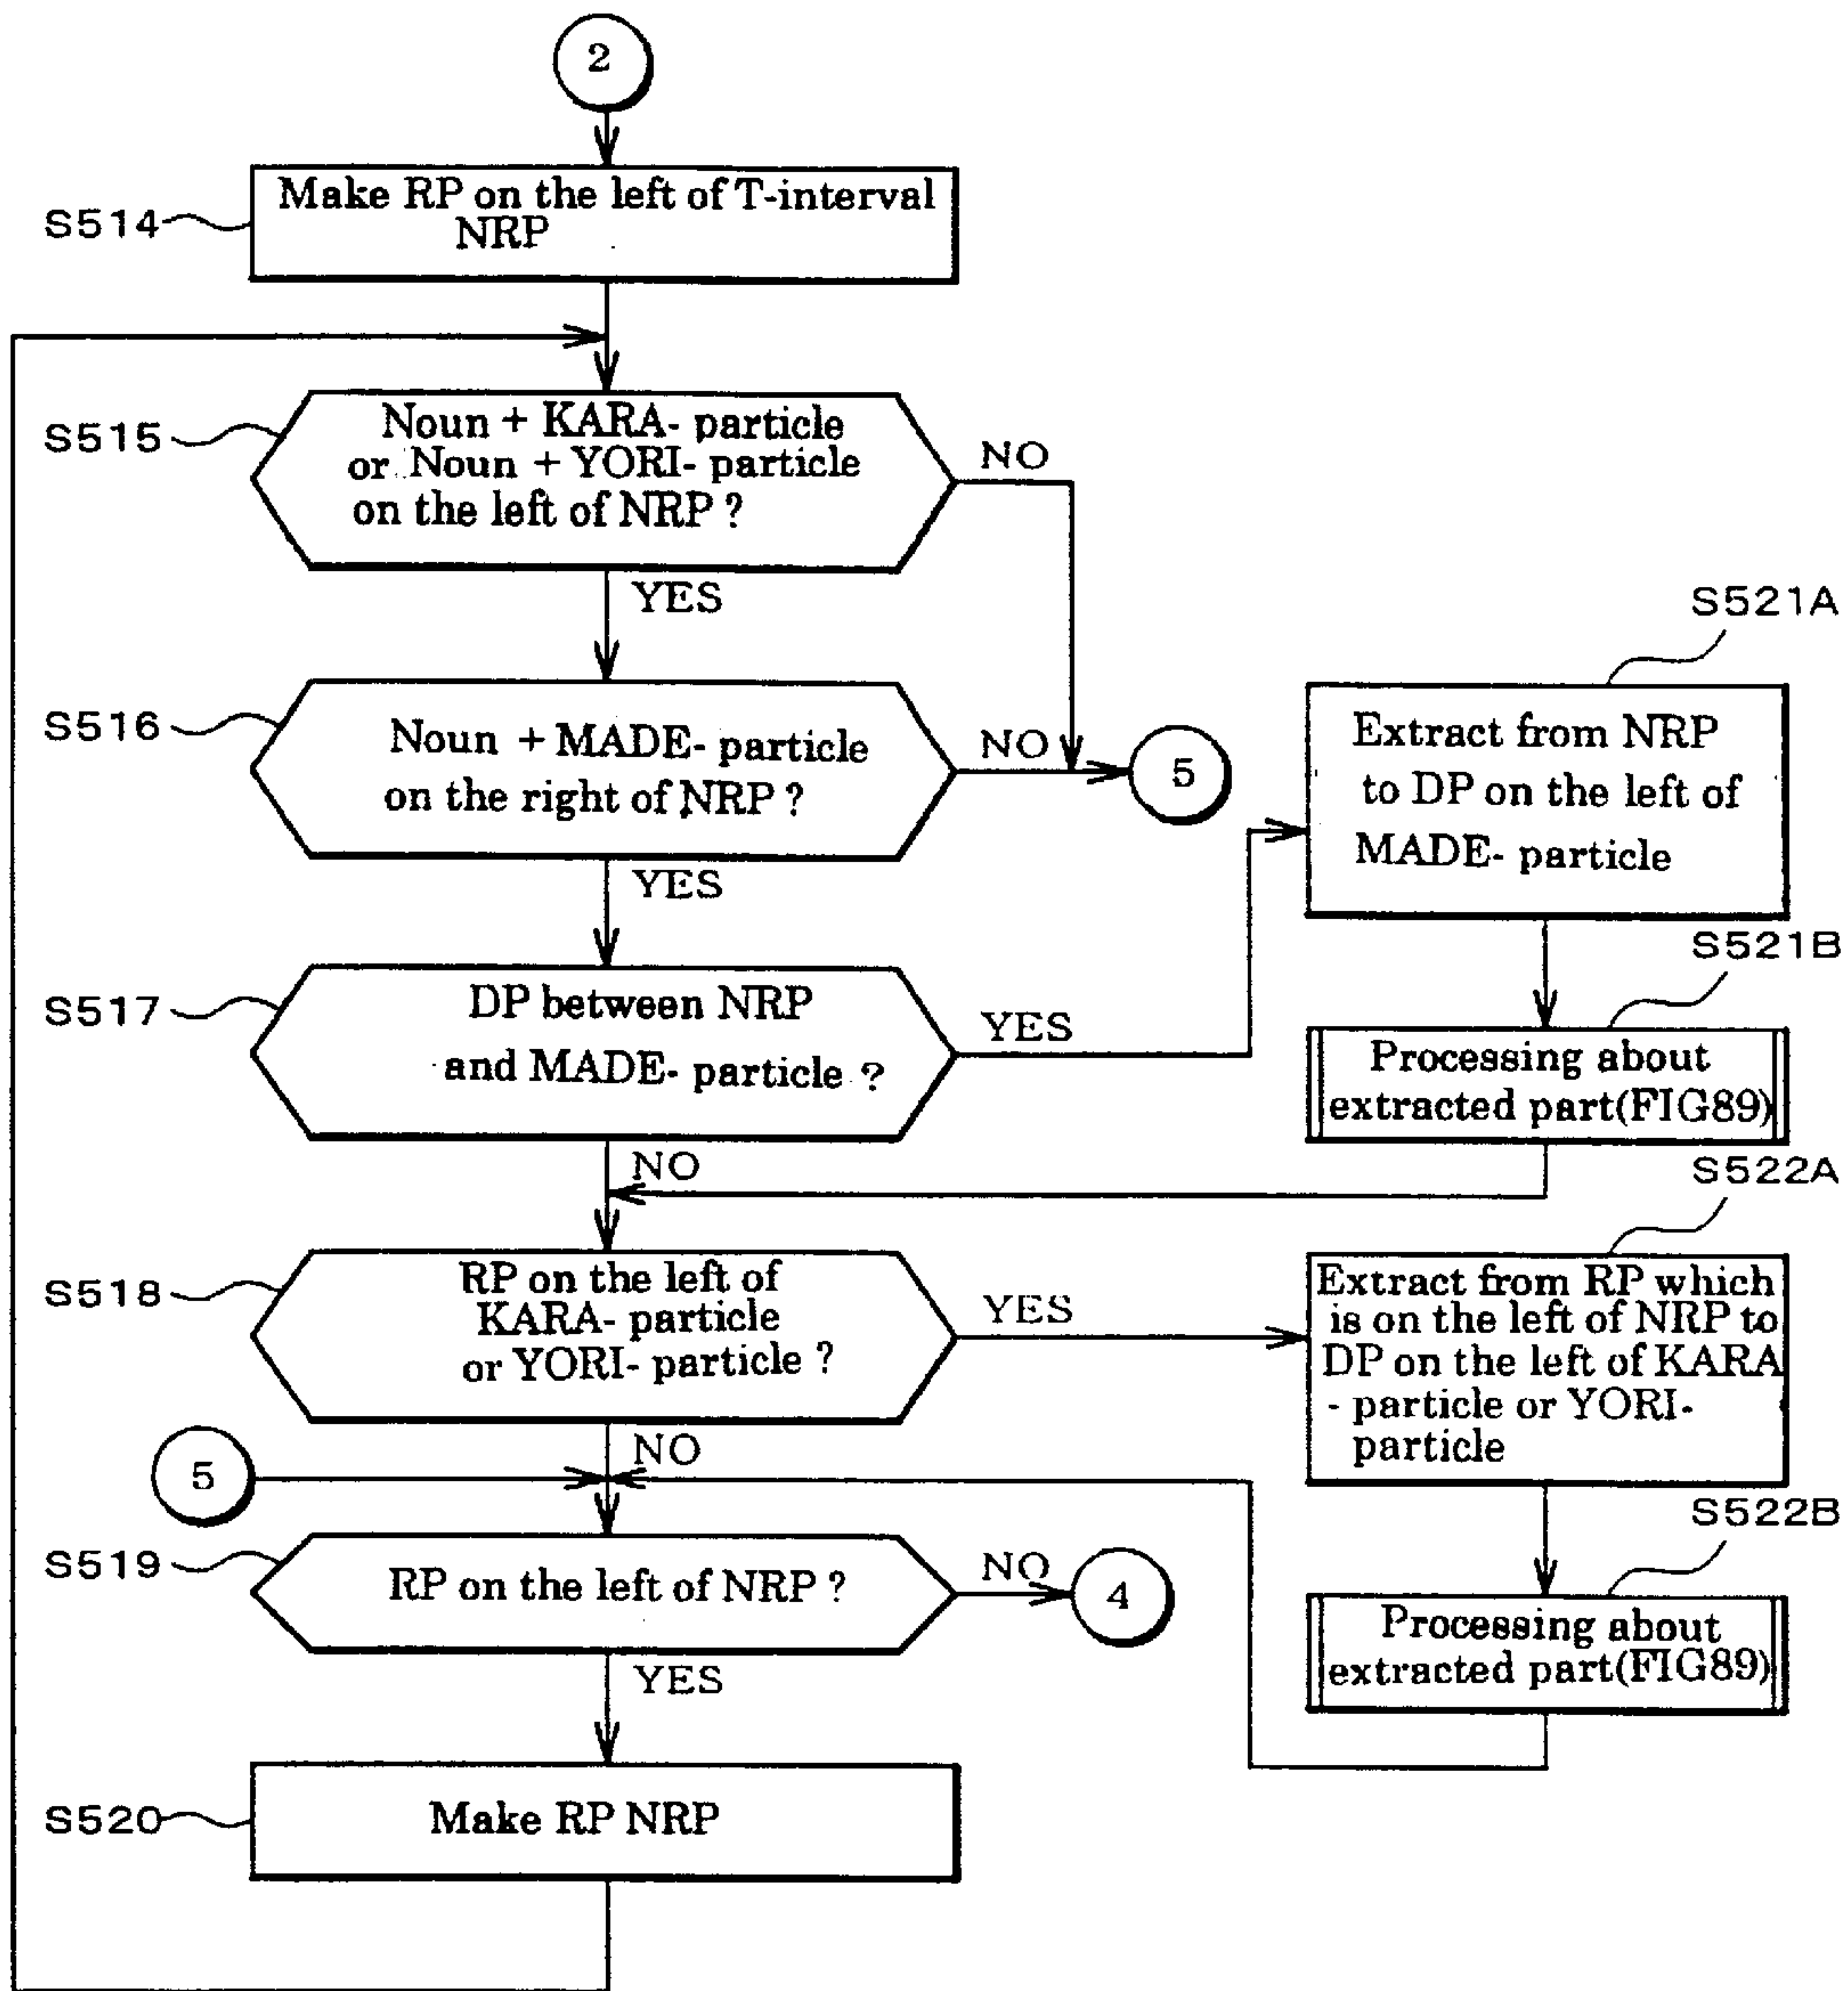 2
S514
Make RP on the left of T-interval
NRP
S515
Noun + KARA- particle
or Noun + YORI- particle
on the left of NRP ?
NO
YES
S516
Noun + MADE- particle
on the right of NRP ?
NO
5
YES
S517
DP between NRP
and MADE- particle ?
YES
NO
S521A
Extract from NRP
to DP on the left of
MADE- particle
S521B
Processing about
extracted part(FIG89)
S518
RP on the left of
KARA- particle
or YORI- particle ?
YES
NO
S522A
Extract from RP which
is on the left of NRP to
DP on the left of KARA
- particle or YORI-
particle
S522B
Processing about
extracted part(FIG89)
5
S519
RP on the left of NRP ?
NO
4
YES
S520
Make RP NRP